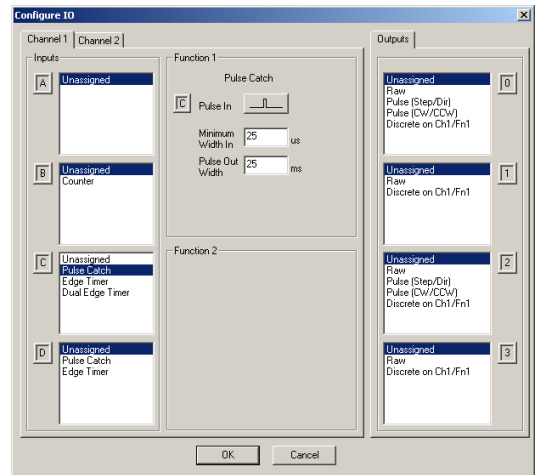 Configure IO
Channel 1 Channel 2
Inputs
A
Unassigned
B
Unassigned
Counter
C
Unassigned
Pulse Catch
Edge Timer
Dual Edge Timer
D
Unassigned
Pulse Catch
Edge Timer
Function 1
Pulse Catch
C Pulse In
Minimum
Width In 25 us
Pulse Out
Width 25 ms
Function 2
Outputs
Unassigned
Raw
Pulse (Step/Dir)
Pulse (CW/CCW)
Discrete on Ch1/Fn1
0
Unassigned
Raw
Discrete on Ch1/Fn1
1
Unassigned
Raw
Pulse (Step/Dir)
Pulse (CW/CCW)
Discrete on Ch1/Fn1
2
Unassigned
Raw
Discrete on Ch1/Fn1
3
OK Cancel